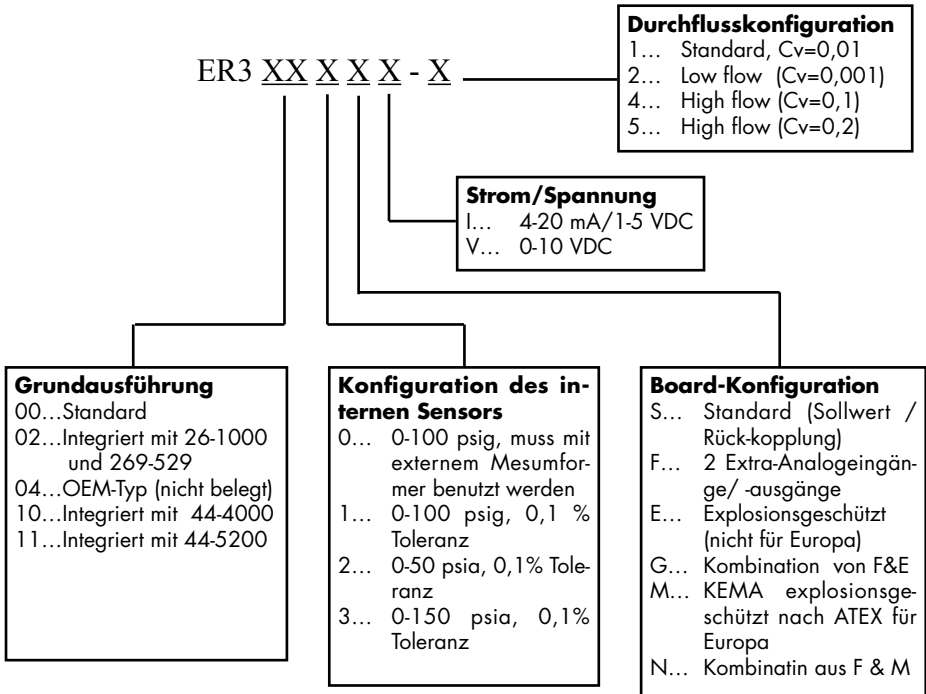 Durchflusskonfiguration
1... Standard, Cv=0,01
2... Low flow (Cv=0,001)
4... High flow (Cv=0,1)
5... High flow (Cv=0,2)
ER3 XX X X X - X
Strom/Spannung
I... 4-20 mA/1-5 VDC
V... 0-10 VDC
Grundausführung
00...Standard
02...Integriert mit 26-1000
und 269-529
04...OEM-Typ (nicht belegt)
10...Integriert mit 44-4000
11...Integriert mit 44-5200
Konfiguration des in-
ternen Sensors
0... 0-100 psig, muss mit
externem Mesumfor-
mer benutzt werden
1... 0-100 psig, 0,1 %
Toleranz
2... 0-50 psia, 0,1% Tole-
ranz
3... 0-150 psia, 0,1%
Toleranz
Board-Konfiguration
S... Standard (Sollwert /
Rück-kopplung)
F... 2 Extra-Analogeingän-
ge/ -ausgänge
E... Explosionsgeschützt
(nicht für Europa)
G... Kombination von F&E
M... KEMA explosionsge-
schützt nach ATEX für
Europa
N... Kombinatin aus F & M